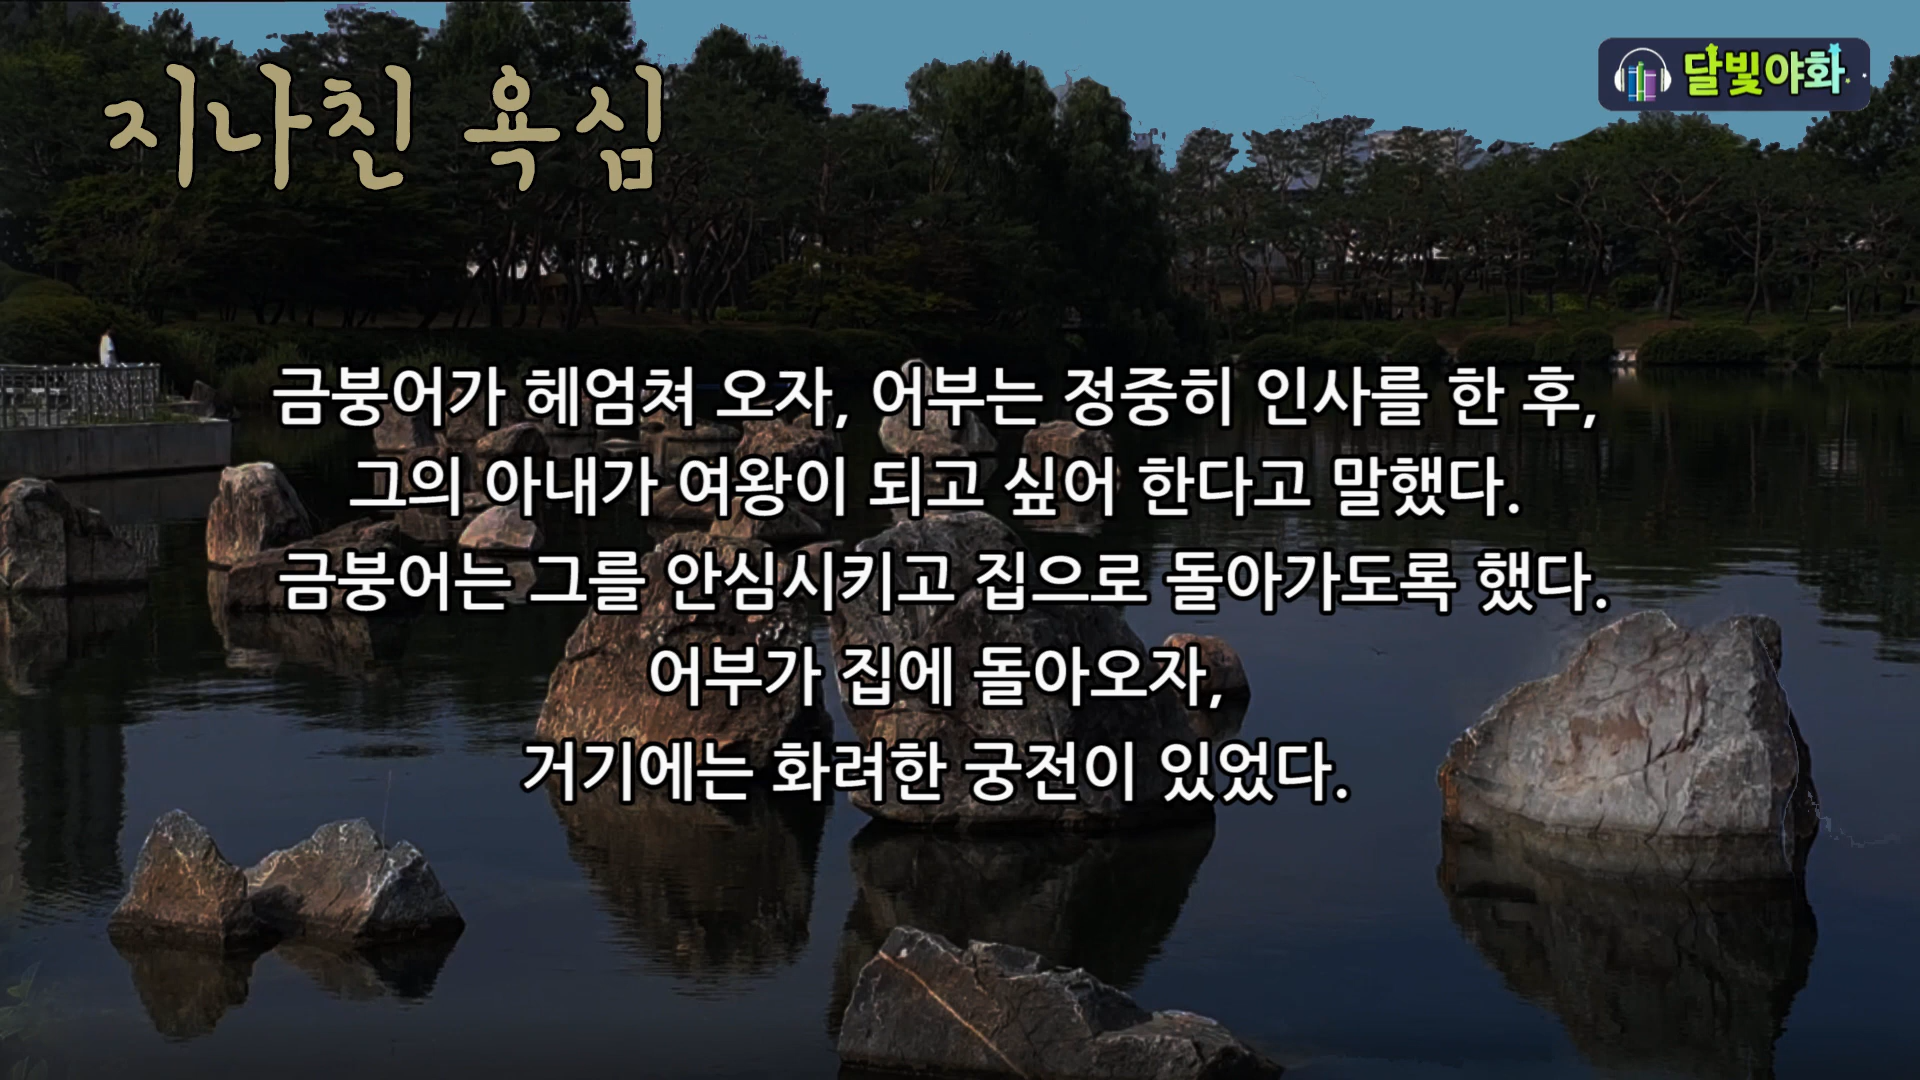 지나친 욕심
달빛야화
금붕어가 헤엄쳐 오자, 어부는 정중히 인사를 한 후,
그의 아내가 여왕이 되고 싶어 한다고 말했다.
금붕어는 그를 안심시키고 집으로 돌아가도록 했다.
어부가 집에 돌아오자,
거기에는 화려한 궁전이 있었다.